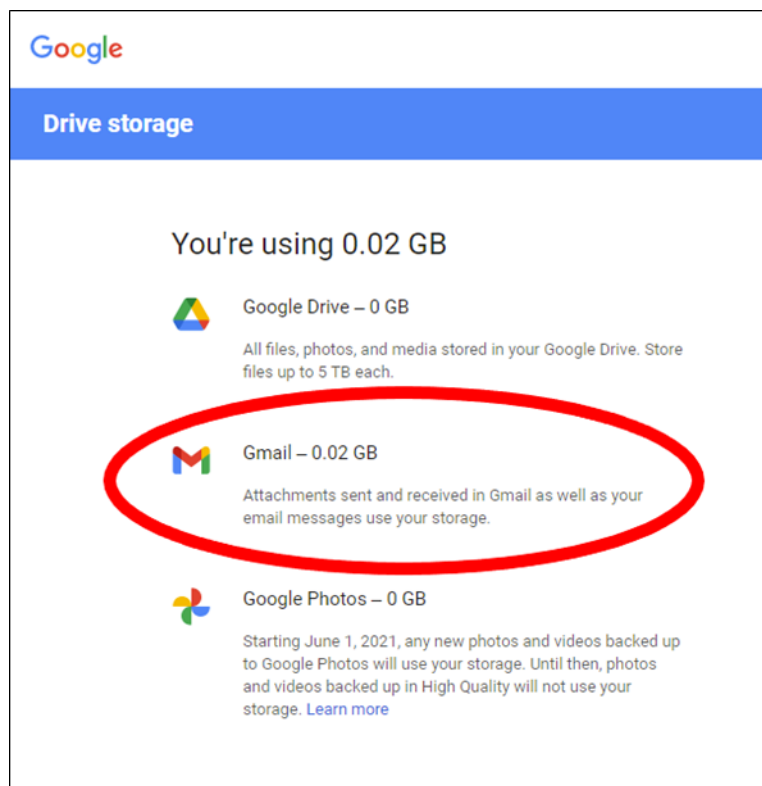 Google
Drive storage
You're using 0.02 GB
Google Drive – 0 GB
All files, photos, and media stored in your Google Drive. Store
files up to 5 TB each.
Gmail – 0.02 GB
Attachments sent and received in Gmail as well as your
email messages use your storage.
Google Photos – 0 GB
Starting June 1, 2021, any new photos and videos backed up
to Google Photos will use your storage. Until then, photos
and videos backed up in High Quality will not use your
storage. Learn more